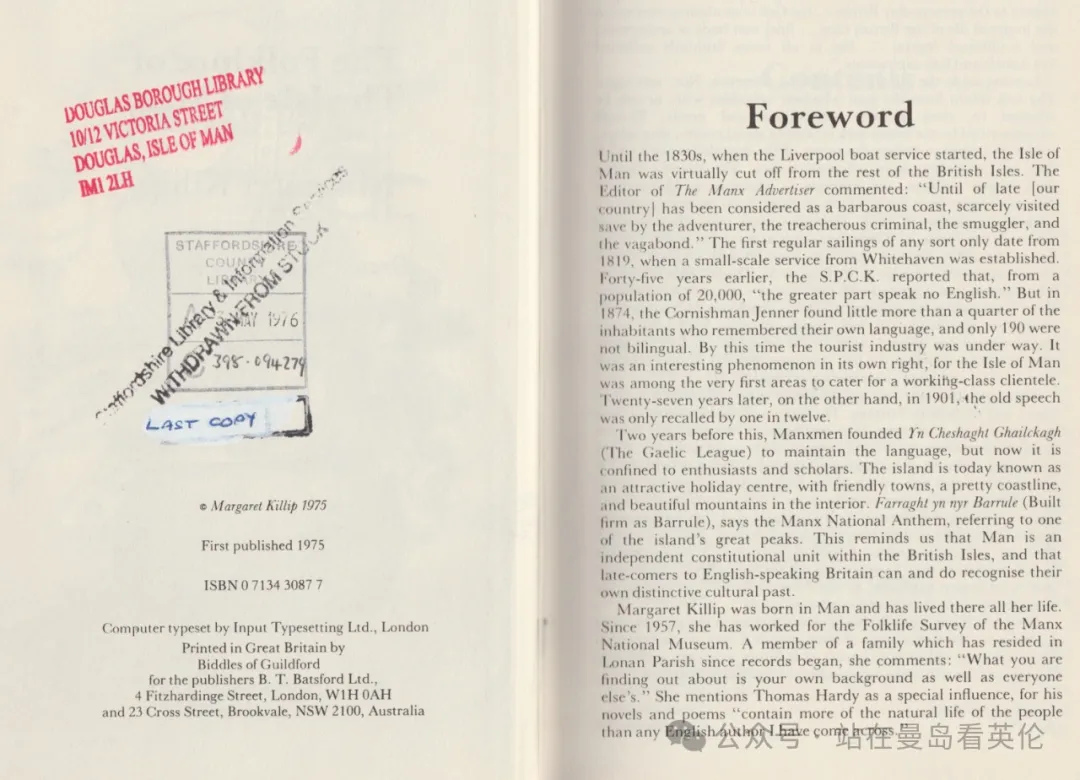 DOUGLAS BOROUGH LIBRARY
10/12 VICTORIA STREET
DOUGLAS, ISLE OF MAN
IM1 2LH
STAFFORDSHIRE
COUNTY
LIBRARY
MAY 1976
398·094279
Staffordshire Library & Information Services
WITHDRAWN FROM STOCK
LAST COPY
© Margaret Killip 1975
First published 1975
ISBN 0 7134 3087 7
Computer typeset by Input Typesetting Ltd., London
Printed in Great Britain by
Biddles of Guildford
for the publishers B. T. Batsford Ltd.,
4 Fitzhardinge Street, London, W1H 0AH
and 23 Cross Street, Brookvale, NSW 2100, Australia
Foreword
Until the 1830s, when the Liverpool boat service started, the Isle of
Man was virtually cut off from the rest of the British Isles. The
Editor of The Manx Advertiser commented: “Until of late [our
country] has been considered as a barbarous coast, scarcely visited
save by the adventurer, the treacherous criminal, the smuggler, and
the vagabond.” The first regular sailings of any sort only date from
1819, when a small-scale service from Whitehaven was established.
Forty-five years earlier, the S.P.C.K. reported that, from a
population of 20,000, “the greater part speak no English.” But in
1874, the Cornishman Jenner found little more than a quarter of the
inhabitants who remembered their own language, and only 190 were
not bilingual. By this time the tourist industry was under way. It
was an interesting phenomenon in its own right, for the Isle of Man
was among the very first areas to cater for a working-class clientele.
Twenty-seven years later, on the other hand, in 1901, the old speech
was only recalled by one in twelve.
Two years before this, Manxmen founded Yn Cheshaght Ghailckagh
(The Gaelic League) to maintain the language, but now it is
confined to enthusiasts and scholars. The island is today known as
an attractive holiday centre, with friendly towns, a pretty coastline,
and beautiful mountains in the interior. Farraght yn nyr Barrule (Built
firm as Barrule), says the Manx National Anthem, referring to one
of the island's great peaks. This reminds us that Man is an
independent constitutional unit within the British Isles, and that
late-comers to English-speaking Britain can and do recognise their
own distinctive cultural past.
Margaret Killip was born in Man and has lived there all her life.
Since 1957, she has worked for the Folklife Survey of the Manx
National Museum. A member of a family which has resided in
Lonan Parish since records began, she comments: “What you are
finding out about is your own background as well as everyone
else's.” She mentions Thomas Hardy as a special influence, for his
novels and poems “contain more of the natural life of the people
than any English author I have come across.”
公众号 · 站在曼岛看英伦